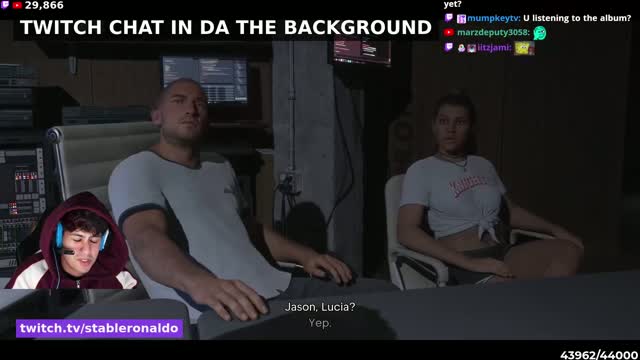 29,866
yet?
TWITCH CHAT IN DA THE BACKGROUND
mumpkeytv: U listening to the album?
marzdeputy3058:
iitzjami:
Jason, Lucia?
Yep.
twitch.tv/stableronaldo
43962/44000